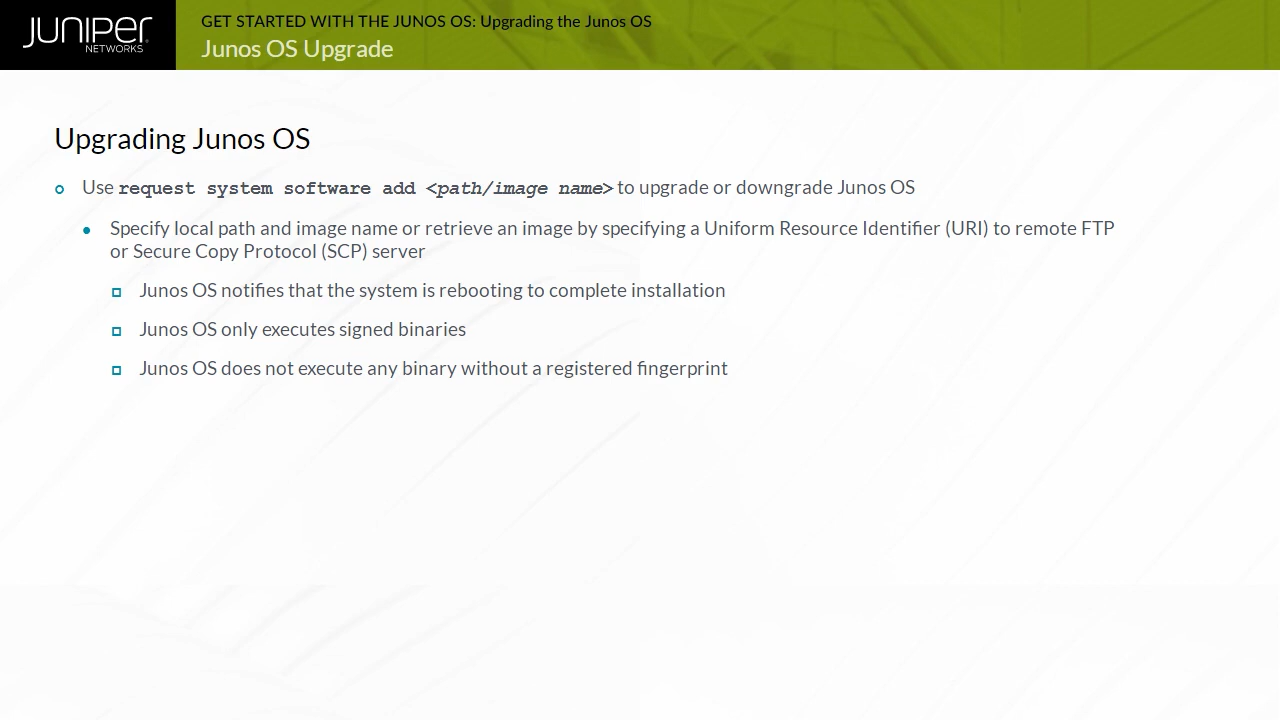 JUNIPER
NETWORKS
GET STARTED WITH THE JUNOS OS: Upgrading the Junos OS
Junos OS Upgrade
Upgrading Junos OS
Use request system software add <path/image name> to upgrade or downgrade Junos OS
Specify local path and image name or retrieve an image by specifying a Uniform Resource Identifier (URI) to remote FTP
or Secure Copy Protocol (SCP) server
Junos OS notifies that the system is rebooting to complete installation
Junos OS only executes signed binaries
Junos OS does not execute any binary without a registered fingerprint